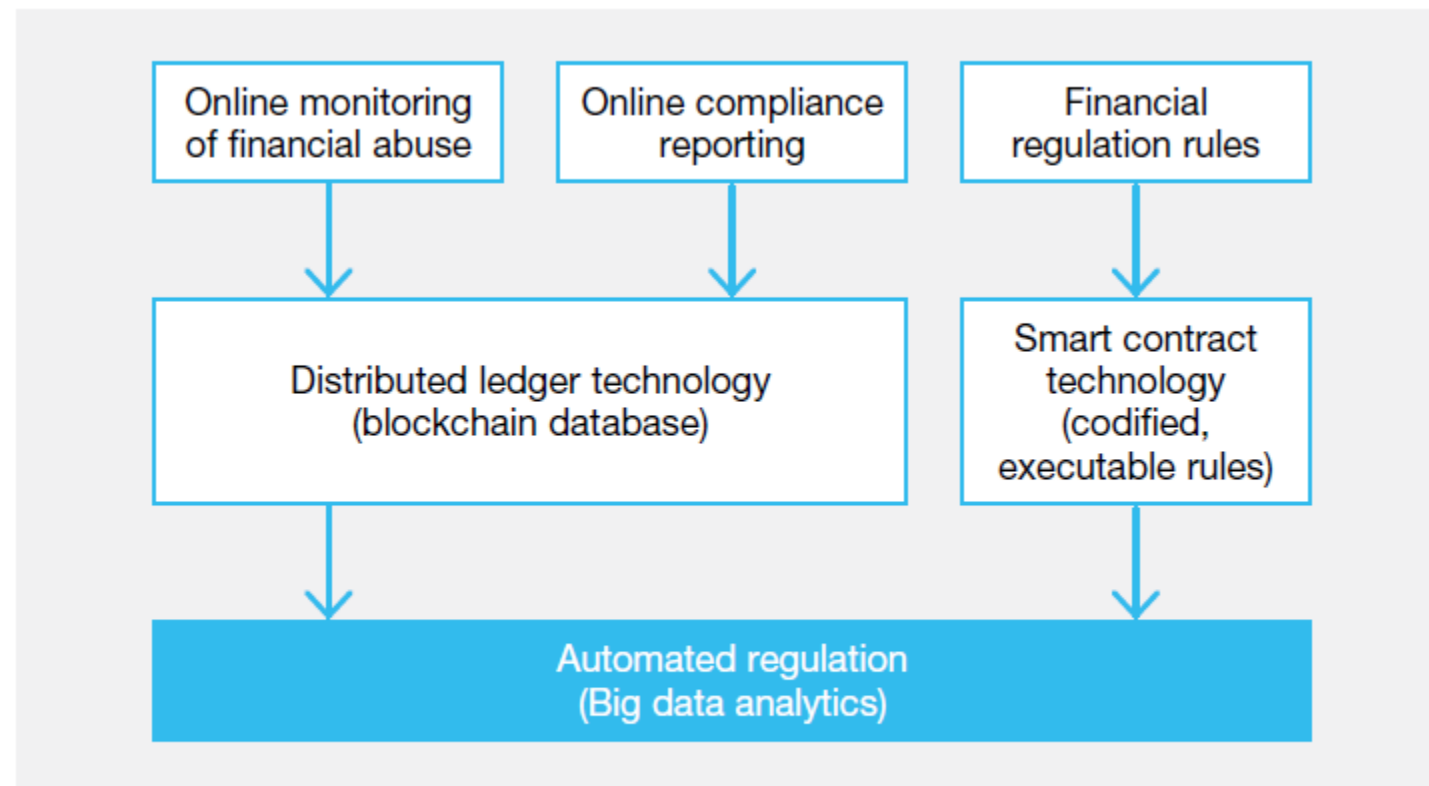 Online monitoring
of financial abuse
Online compliance
reporting
Financial
regulation rules
Distributed ledger technology
(blockchain database)
Smart contract
technology
(codified,
executable rules)
Automated regulation
(Big data analytics)